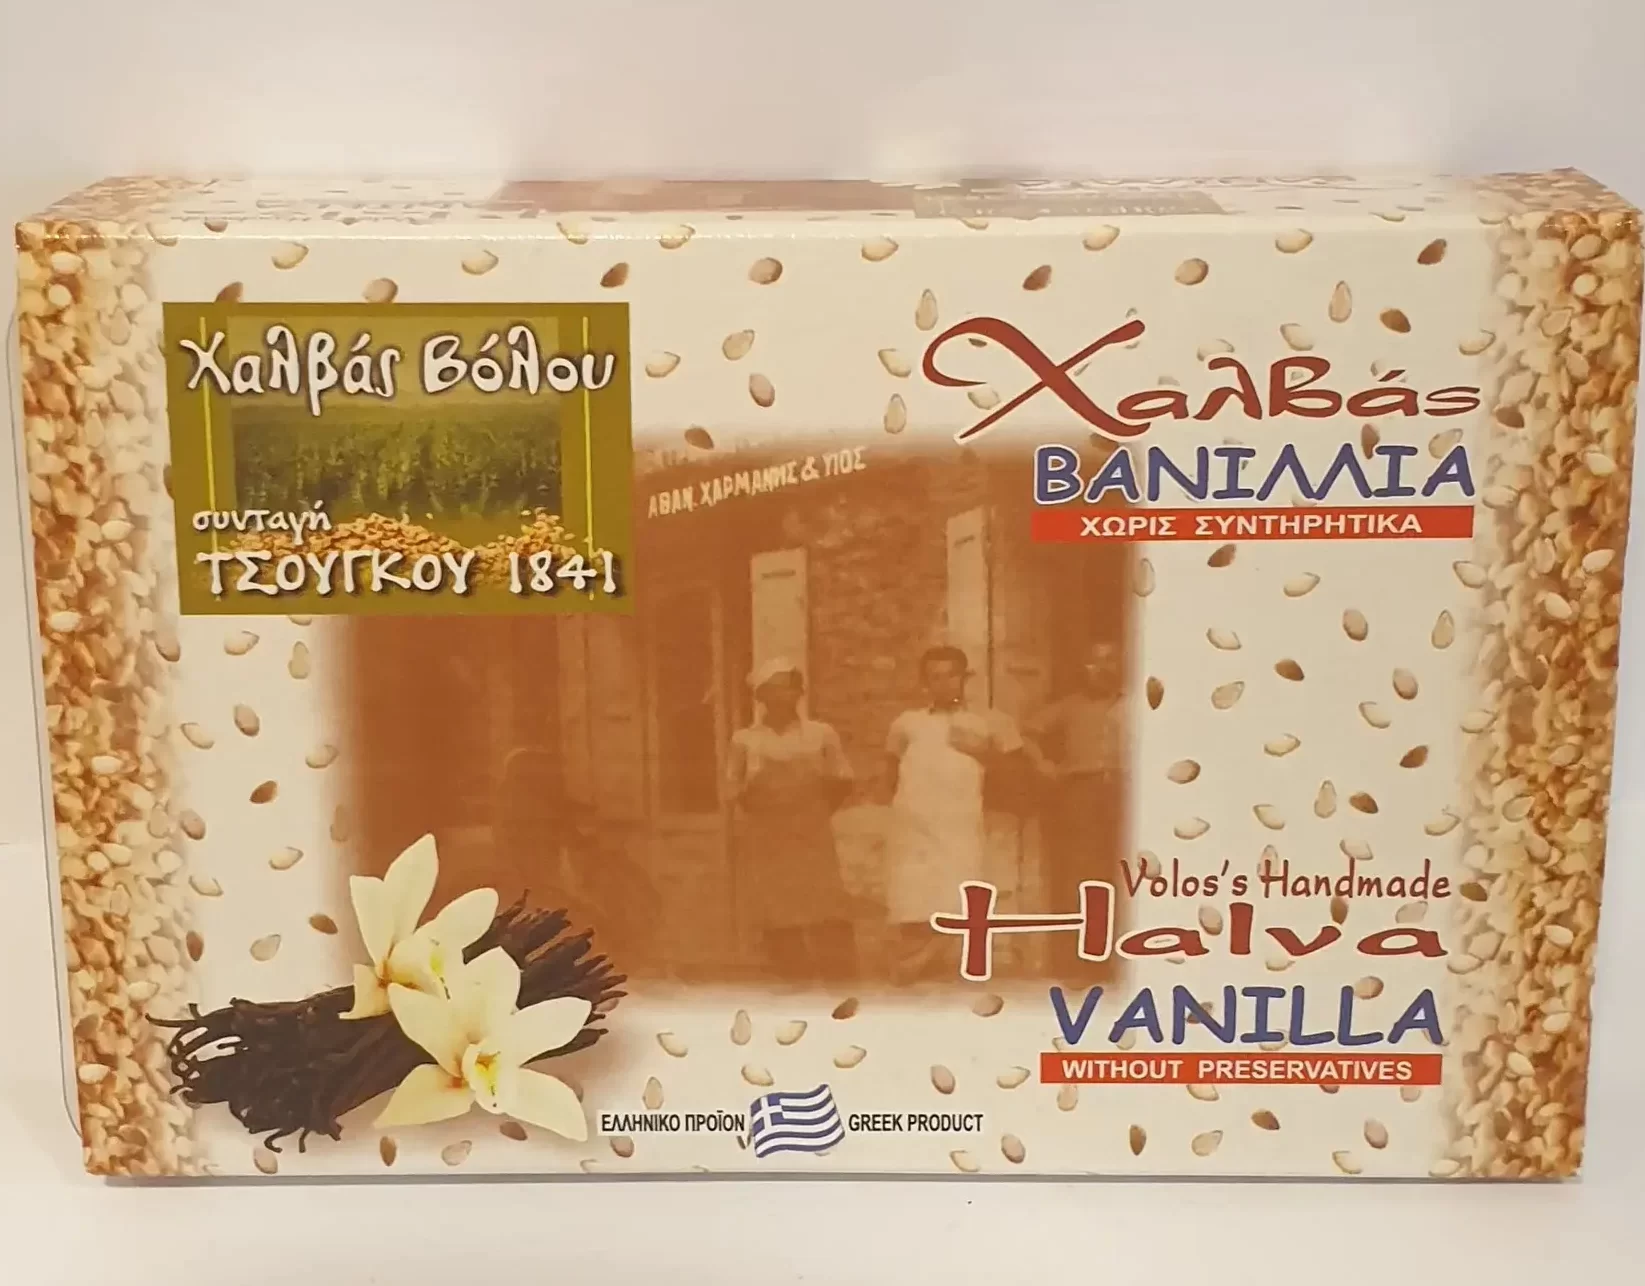 Χαλβάς Βόλου
συνταγή
ΤΣΟΥΓΚΟΥ 1841
ΑΘΑΝ. ΧΑΡΜΑΝΗΣ & ΥΙΟΣ
Χαλβάς
ΒΑΝΙΛΛΙΑ
ΧΩΡΙΣ ΣΥΝΤΗΡΗΤΙΚΑ
Volos's Handmade
Halva
VANILLA
WITHOUT PRESERVATIVES
ΕΛΛΗΝΙΚΟ ΠΡΟΪΟΝ GREEK PRODUCT